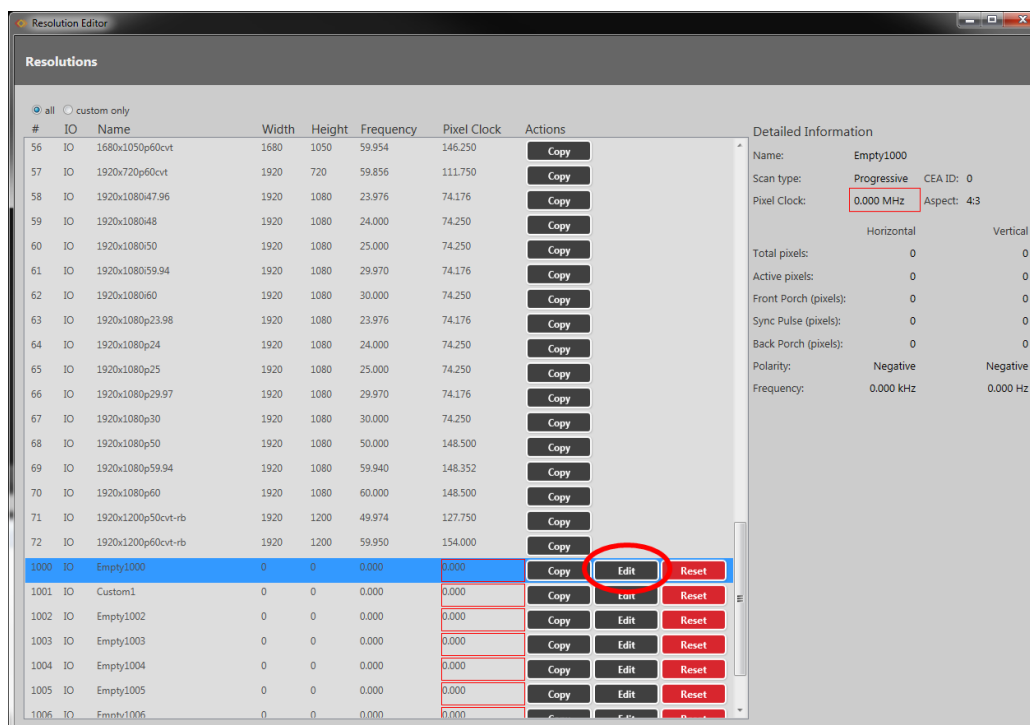 Resolution Editor
Resolutions
all custom only
# IO Name Width Height Frequency Pixel Clock Actions
56 IO 1680x1050p60cvt 1680 1050 59.954 146.250 Copy
57 IO 1920x720p60cvt 1920 720 59.856 111.750 Copy
58 IO 1920x1080i47.96 1920 1080 23.976 74.176 Copy
59 IO 1920x1080i48 1920 1080 24.000 74.250 Copy
60 IO 1920x1080i50 1920 1080 25.000 74.250 Copy
61 IO 1920x1080i59.94 1920 1080 29.970 74.176 Copy
62 IO 1920x1080i60 1920 1080 30.000 74.250 Copy
63 IO 1920x1080p23.98 1920 1080 23.976 74.176 Copy
64 IO 1920x1080p24 1920 1080 24.000 74.250 Copy
65 IO 1920x1080p25 1920 1080 25.000 74.250 Copy
66 IO 1920x1080p29.97 1920 1080 29.970 74.176 Copy
67 IO 1920x1080p30 1920 1080 30.000 74.250 Copy
68 IO 1920x1080p50 1920 1080 50.000 148.500 Copy
69 IO 1920x1080p59.94 1920 1080 59.940 148.352 Copy
70 IO 1920x1080p60 1920 1080 60.000 148.500 Copy
71 IO 1920x1200p50cvt-rb 1920 1200 49.974 127.750 Copy
72 IO 1920x1200p60cvt-rb 1920 1200 59.950 154.000 Copy
1000 IO Empty1000 0 0 0.000 0.000 Copy Edit Reset
1001 IO Custom1 0 0 0.000 0.000 Copy Edit Reset
1002 IO Empty1002 0 0 0.000 0.000 Copy Edit Reset
1003 IO Empty1003 0 0 0.000 0.000 Copy Edit Reset
1004 IO Empty1004 0 0 0.000 0.000 Copy Edit Reset
1005 IO Empty1005 0 0 0.000 0.000 Copy Edit Reset
1006 IO Empty1006 0 0 0.000 0.000 Copy Edit Reset
Detailed Information
Name: Empty1000
Scan type: Progressive CEA ID: 0
Pixel Clock: 0.000 MHz Aspect: 4:3
Horizontal Vertical
Total pixels: 0 0
Active pixels: 0 0
Front Porch (pixels): 0 0
Sync Pulse (pixels): 0 0
Back Porch (pixels): 0 0
Polarity: Negative Negative
Frequency: 0.000 kHz 0.000 Hz